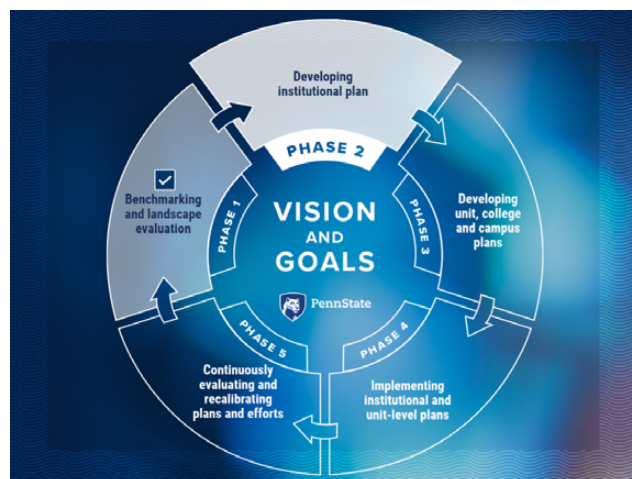 VISION
AND
GOALS
PennState
PHASE 1
Benchmarking
and landscape
evaluation
PHASE 2
Developing
institutional plan
PHASE 3
Developing
unit, college
and campus
plans
PHASE 4
Implementing
institutional and
unit-level plans
PHASE 5
Continuously
evaluating and
recalibrating
plans and efforts